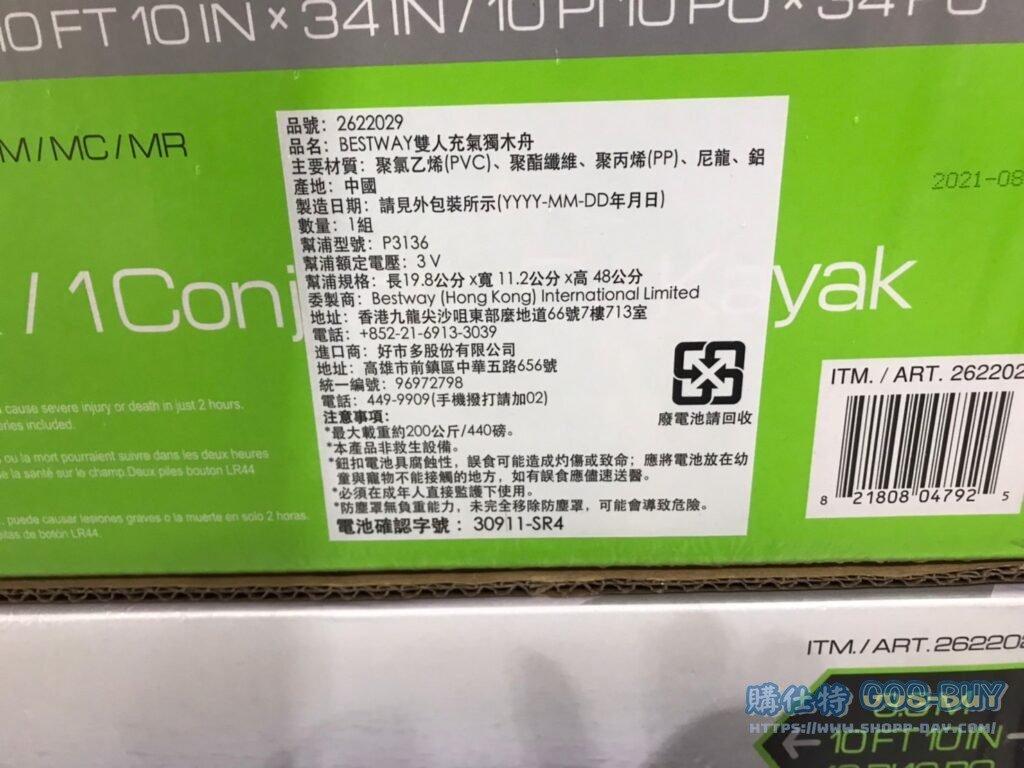 10 FT 10 IN × 34 IN / 10 PI 10 PO × 34 PO
M / MC / MR
2021-08
/ 1 Conj
yak
品號：2622029
品名：BESTWAY雙人充氣獨木舟
主要材質：聚氯乙烯(PVC)、聚酯纖維、聚丙烯(PP)、尼龍、鋁
產地：中國
製造日期：請見外包裝所示(YYYY-MM-DD年月日)
數量：1組
幫浦型號：P3136
幫浦額定電壓：3 V
幫浦規格：長19.8公分 x寬 11.2公分 x高 48公分
委製商：Bestway (Hong Kong) International Limited
地址：香港九龍尖沙咀東部麼地道66號7樓713室
電話：+852-21-6913-3039
進口商：好市多股份有限公司
地址：高雄市前鎮區中華五路656號
統一編號：96972798
電話：449-9909(手機撥打請加02)
注意事項：
*最大載重約200公斤/440磅。
*本產品非救生設備。
*鈕扣電池具腐蝕性，誤食可能造成灼傷或致命；應將電池放在幼
童與寵物不能接觸的地方，如有誤食應儘速送醫。
*必須在成年人直接監護下使用。
*防塵罩無負重能力，未完全移除防塵罩，可能會導致危險。
電池確認字號：30911-SR4
廢電池請回收
ITM. / ART. 262202
8 21808 04792 5
cause severe injury or death in just 2 hours.
ries included.
ou la mort pourraient suivre dans les deux heures
e la santé sur le champ.Deux piles bouton LR44
puede causar lesiones graves o la muerte en solo 2 horas.
ilas de botón LR44.
ITM. / ART. 262202
購仕特 COS-BUY
HTTPS://WWW.SHOPP-DAY.COM/
10 FT 10 IN